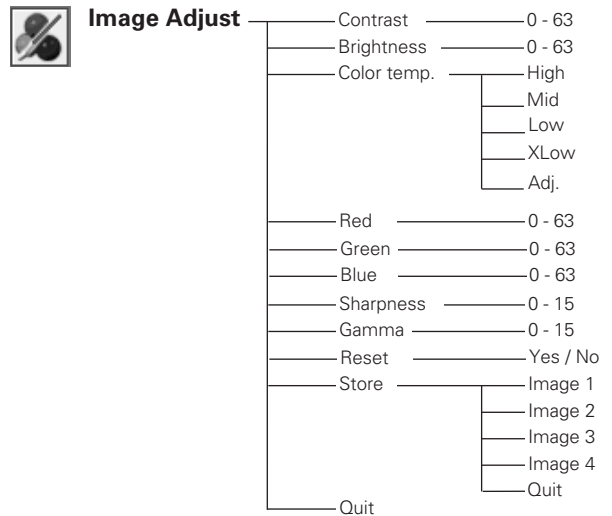 Image Adjust
Contrast 0 - 63
Brightness 0 - 63
Color temp. High
Mid
Low
XLow
Adj.
Red 0 - 63
Green 0 - 63
Blue 0 - 63
Sharpness 0 - 15
Gamma 0 - 15
Reset Yes / No
Store Image 1
Image 2
Image 3
Image 4
Quit
Quit